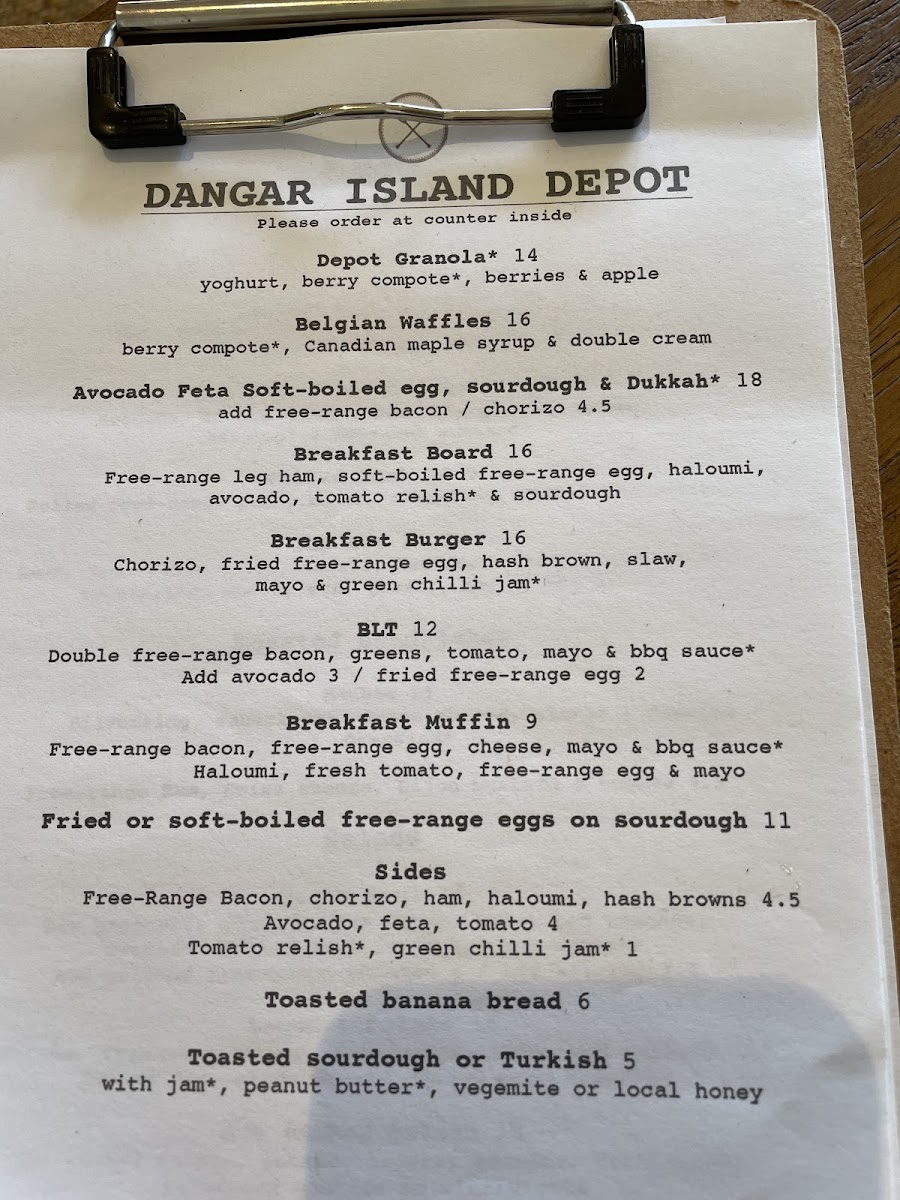 DANGAR ISLAND DEPOT
Please order at counter inside
Depot Granola* 14
yoghurt, berry compote*, berries & apple
Belgian Waffles 16
berry compote*, Canadian maple syrup & double cream
Avocado Feta Soft-boiled egg, sourdough & Dukkah* 18
add free-range bacon / chorizo 4.5
Breakfast Board 16
Free-range leg ham, soft-boiled free-range egg, haloumi,
avocado, tomato relish* & sourdough
Breakfast Burger 16
Chorizo, fried free-range egg, hash brown, slaw,
mayo & green chilli jam*
BLT 12
Double free-range bacon, greens, tomato, mayo & bbq sauce*
Add avocado 3 / fried free-range egg 2
Breakfast Muffin 9
Free-range bacon, free-range egg, cheese, mayo & bbq sauce*
Haloumi, fresh tomato, free-range egg & mayo
Fried or soft-boiled free-range eggs on sourdough 11
Sides
Free-Range Bacon, chorizo, ham, haloumi, hash browns 4.5
Avocado, feta, tomato 4
Tomato relish*, green chilli jam* 1
Toasted banana bread 6
Toasted sourdough or Turkish 5
with jam*, peanut butter*, vegemite or local honey